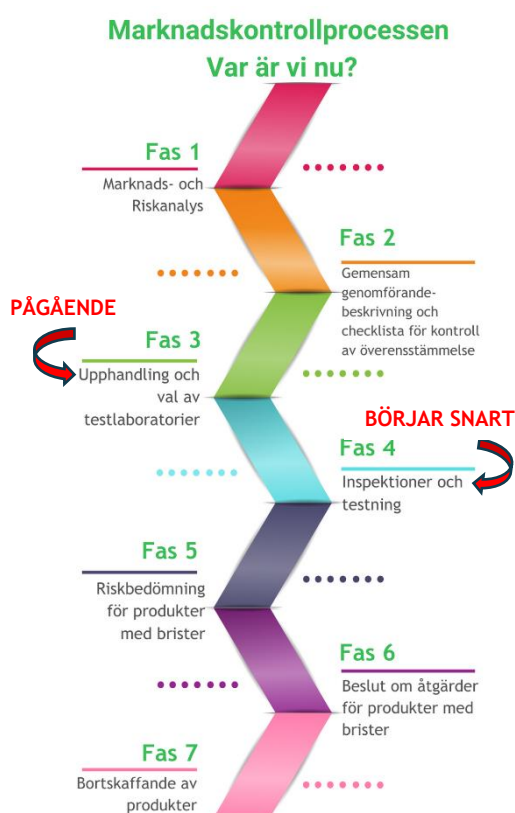 Marknadskontrollprocessen
Var är vi nu?
Fas 1
Marknads- och
Riskanalys
Fas 2
Gemensam
genomförande-
beskrivning och
checklista för kontroll
av överensstämmelse
PÅGÅENDE
Fas 3
Upphandling och
val av
testlaboratorier
BÖRJAR SNART
Fas 4
Inspektioner och
testning
Fas 5
Riskbedömning
för produkter
med brister
Fas 6
Beslut om åtgärder
för produkter med
brister
Fas 7
Bortskaffande av
produkter